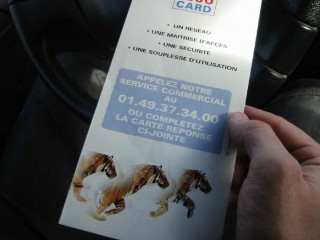 CARD
• UN RESEAU
• UNE MAITRISE D'ACCES
• UNE SECURITE
• UNE SOUPLESSE D'UTILISATION
APPELEZ NOTRE
SERVICE COMMERCIAL
AU
01.49.37.34.00
OU COMPLETEZ
LA CARTE REPONSE
CI-JOINTE